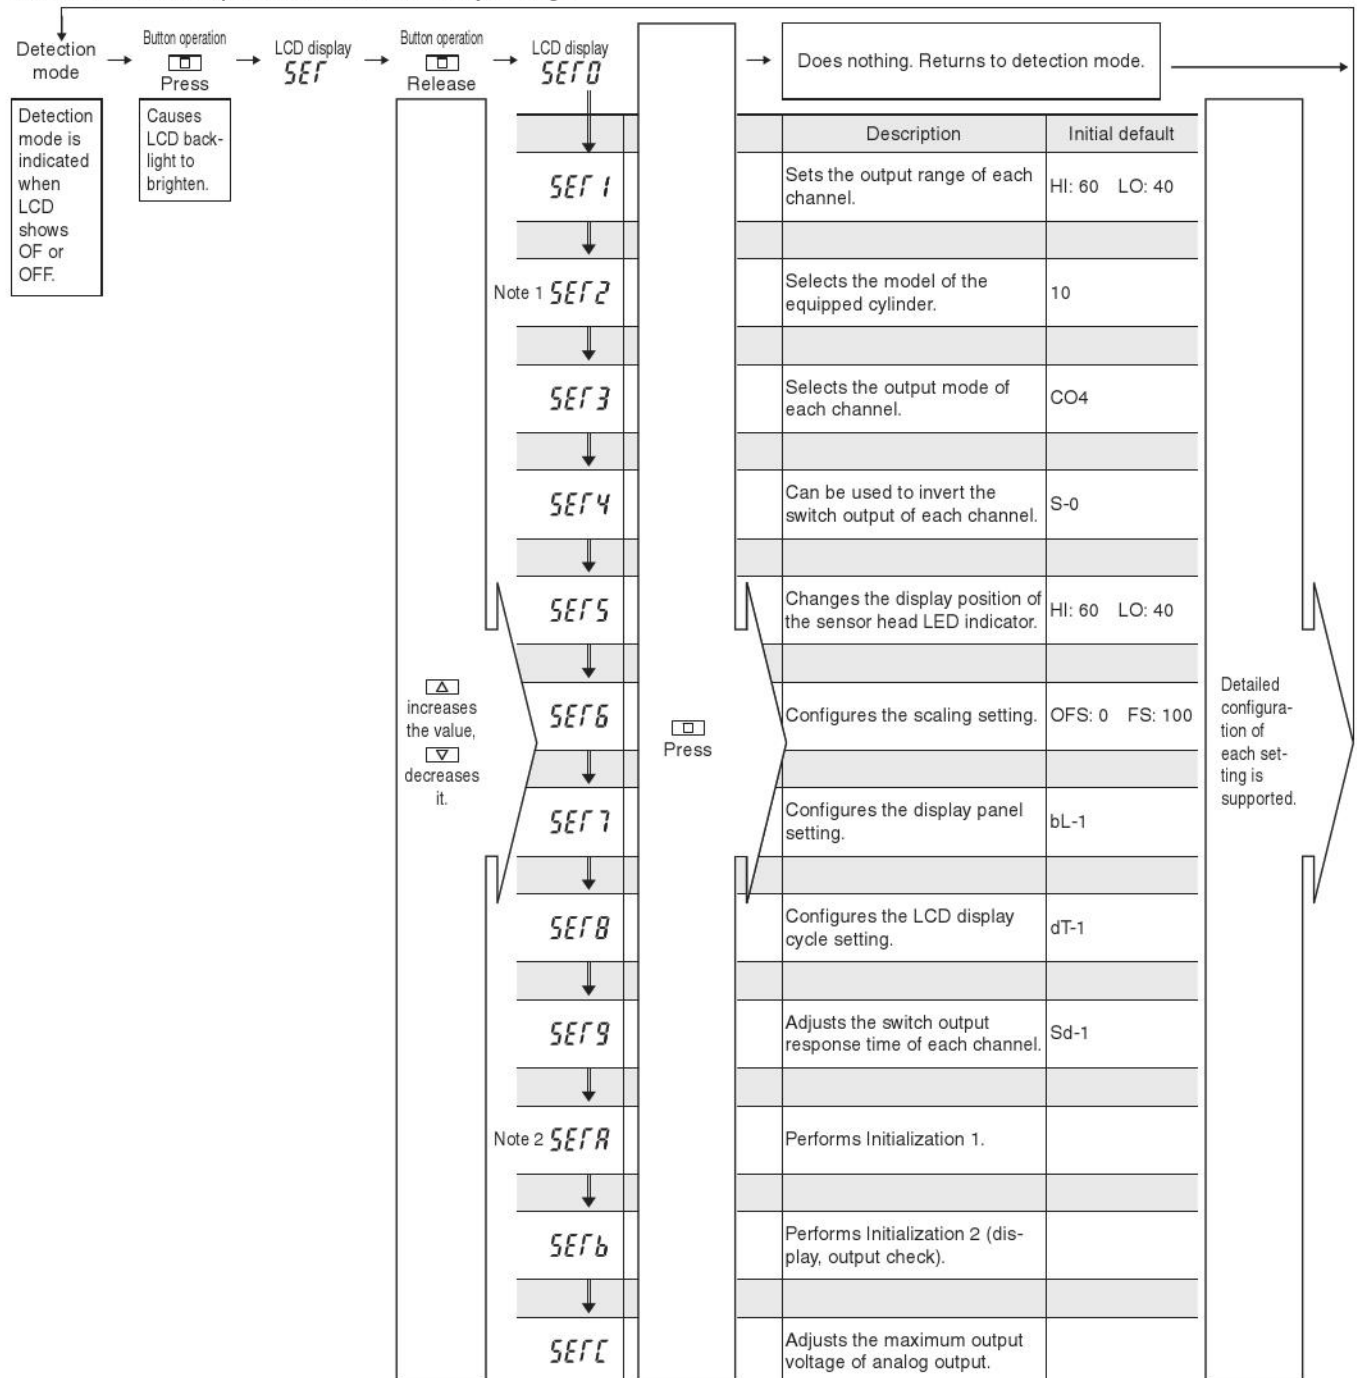 Detection
mode
Button operation
Press
LCD display
SET
Button operation
Release
LCD display
SET0
Does nothing. Returns to detection mode.
Detection
mode is
indicated
when
LCD
shows
OF or
OFF.
Causes
LCD back-
light to
brighten.
Description Initial default
SET1
Sets the output range of each
channel.
HI: 60 LO: 40
Note 1 SET2
Selects the model of the
equipped cylinder.
10
SET3
Selects the output mode of
each channel.
CO4
SET4
Can be used to invert the
switch output of each channel.
S-0
SET5
Changes the display position of
the sensor head LED indicator.
HI: 60 LO: 40
increases
the value,
decreases
it.
SET6
Press
Configures the scaling setting.
OFS: 0 FS: 100
Detailed
configura-
tion of
each set-
ting is
supported.
SET7
Configures the display panel
setting.
bL-1
SET8
Configures the LCD display
cycle setting.
dT-1
SET9
Adjusts the switch output
response time of each channel.
Sd-1
Note 2 SETA
Performs Initialization 1.
SETb
Performs Initialization 2 (dis-
play, output check).
SETC
Adjusts the maximum output
voltage of analog output.